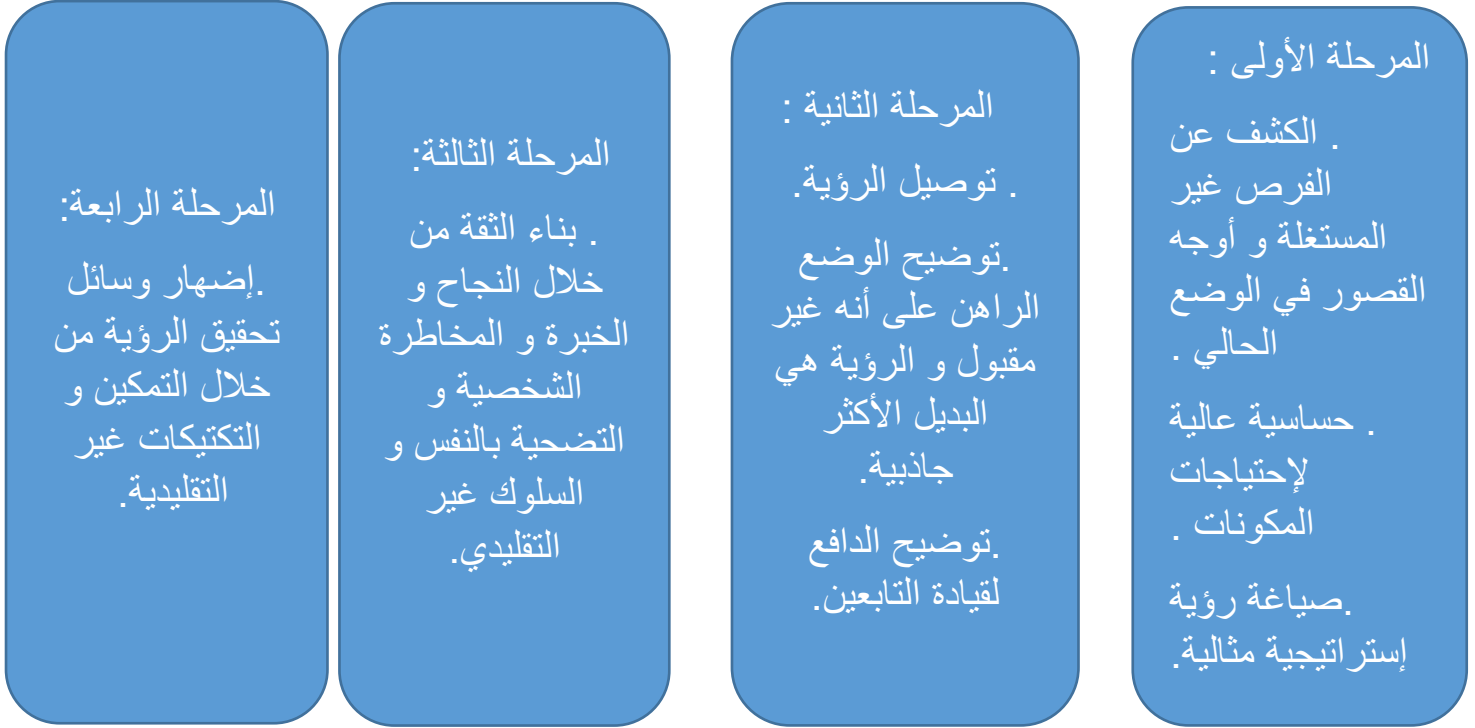 المرحلة الأولى :
. الكشف عن
الفرص غير
المستغلة و أوجه
القصور في الوضع
الحالي .
. حساسية عالية
لإحتياجات
المكونات .
.صياغة رؤية
إستراتيجية مثالية.
المرحلة الثانية :
. توصيل الرؤية.
.توضيح الوضع
الراهن على أنه غير
مقبول و الرؤية هي
البديل الأكثر
جاذبية.
.توضيح الدافع
لقيادة التابعين.
المرحلة الثالثة:
. بناء الثقة من
خلال النجاح و
الخبرة و المخاطرة
الشخصية و
التضحية بالنفس و
السلوك غير
التقليدي.
المرحلة الرابعة:
.إضهار وسائل
تحقيق الرؤية من
خلال التمكين و
التكتيكات غير
التقليدية.